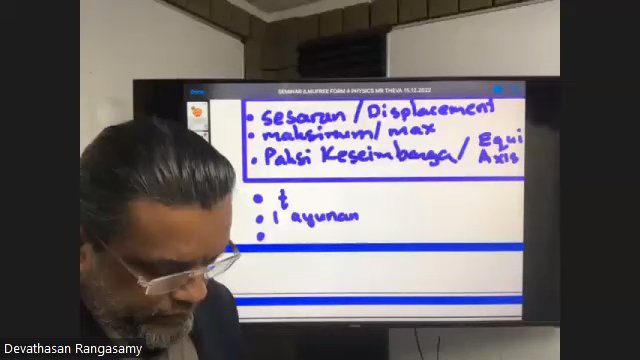 SEMINAR ILMUFREE FORM 4 PHYSICS MR THEVA 15.12.2022
• Sesaran / Displacement
• maksimum / max
• Paksi Keseimbanga / Equi
Axis
• t
• 1 ayunan
•
Devathasan Rangasamy